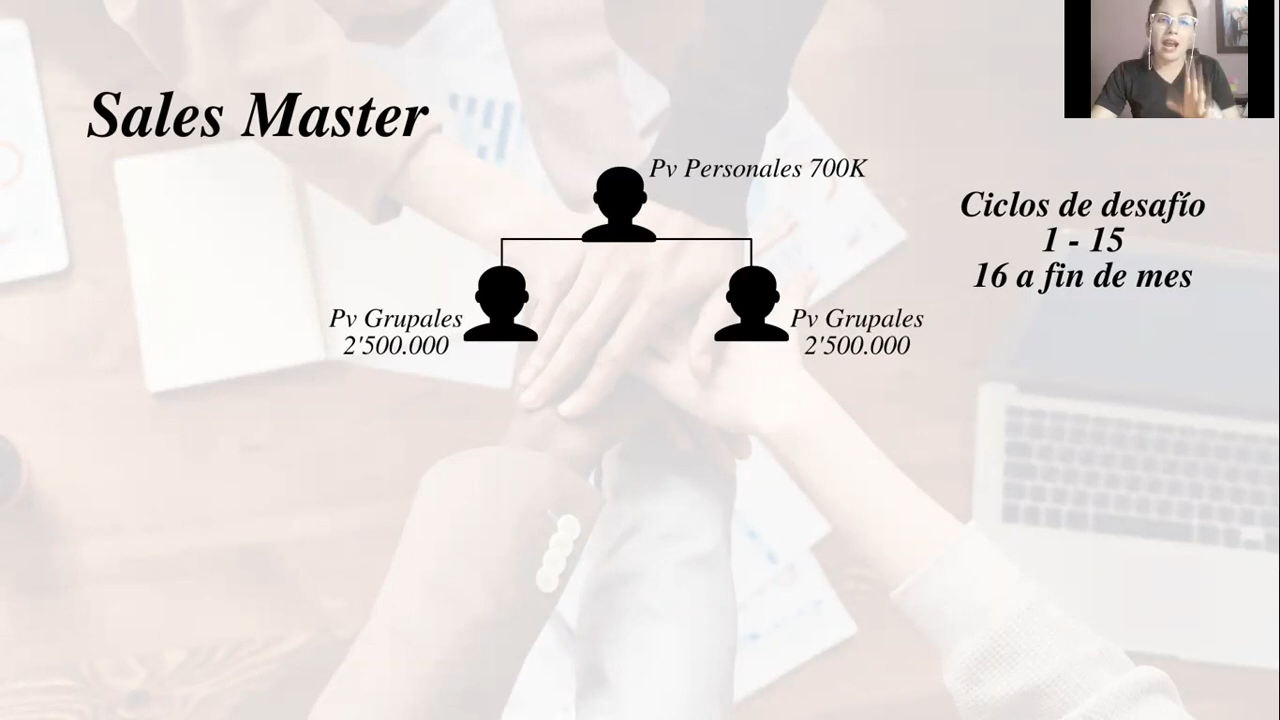 Sales Master
Pv Personales 700K
Ciclos de desafío
1 - 15
16 a fin de mes
Pv Grupales
2'500.000
Pv Grupales
2'500.000